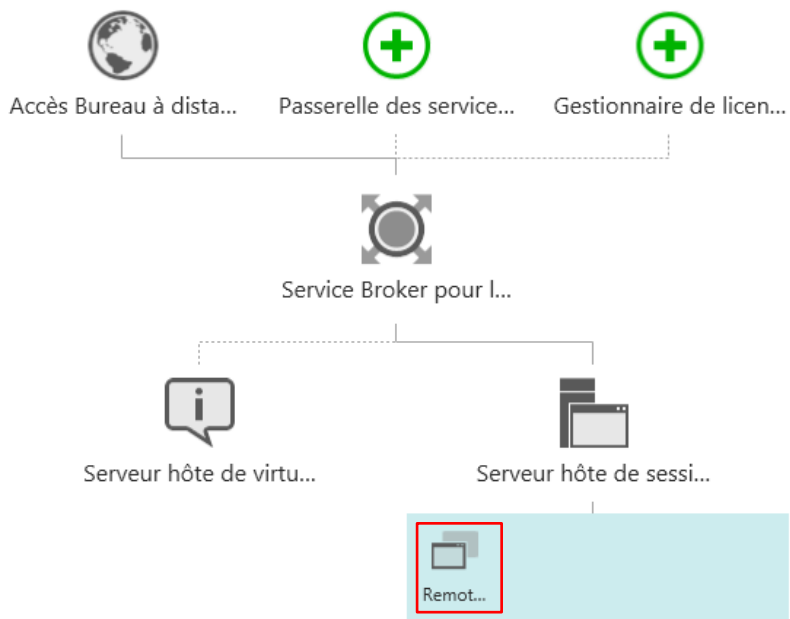 Accès Bureau à dista...
Passerelle des service...
Gestionnaire de licen...
Service Broker pour l...
Serveur hôte de virtu...
Serveur hôte de sessi...
Remot...